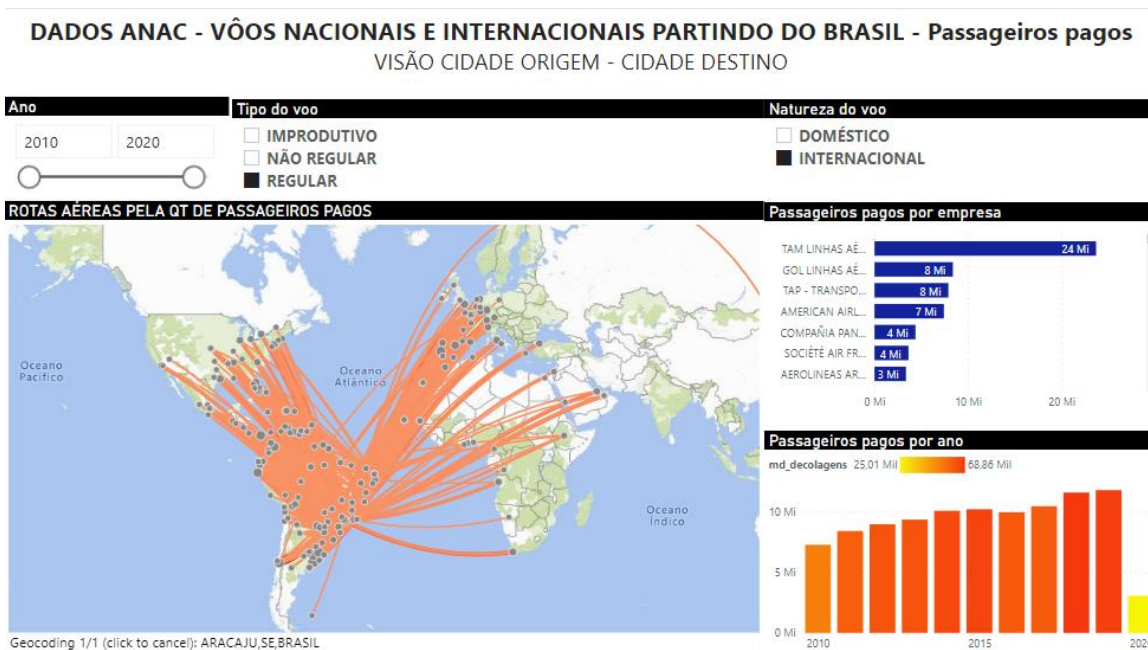 DADOS ANAC - VÔOS NACIONAIS E INTERNACIONAIS PARTINDO DO BRASIL - Passageiros pagos
VISÃO CIDADE ORIGEM - CIDADE DESTINO
Ano
2010 2020
Tipo do voo
IMPRODUTIVO
NÃO REGULAR
REGULAR
Natureza do voo
DOMÉSTICO
INTERNACIONAL
ROTAS AÉREAS PELA QT DE PASSAGEIROS PAGOS
Oceano
Pacífico
Oceano
Atlântico
Oceano
Índico
Geocoding 1/1 (click to cancel): ARACAJU,SE,BRASIL
Passageiros pagos por empresa
TAM LINHAS AÉ... 24 Mi
GOL LINHAS AÉ... 8 Mi
TAP - TRANSPO... 8 Mi
AMERICAN AIRL... 7 Mi
COMPAÑIA PAN... 4 Mi
SOCIÉTÉ AIR FR... 4 Mi
AEROLINEAS AR... 3 Mi
0 Mi 10 Mi 20 Mi
Passageiros pagos por ano
md_decolagens 25,01 Mil 68,86 Mil
10 Mi
5 Mi
0 Mi
2010 2015 2020